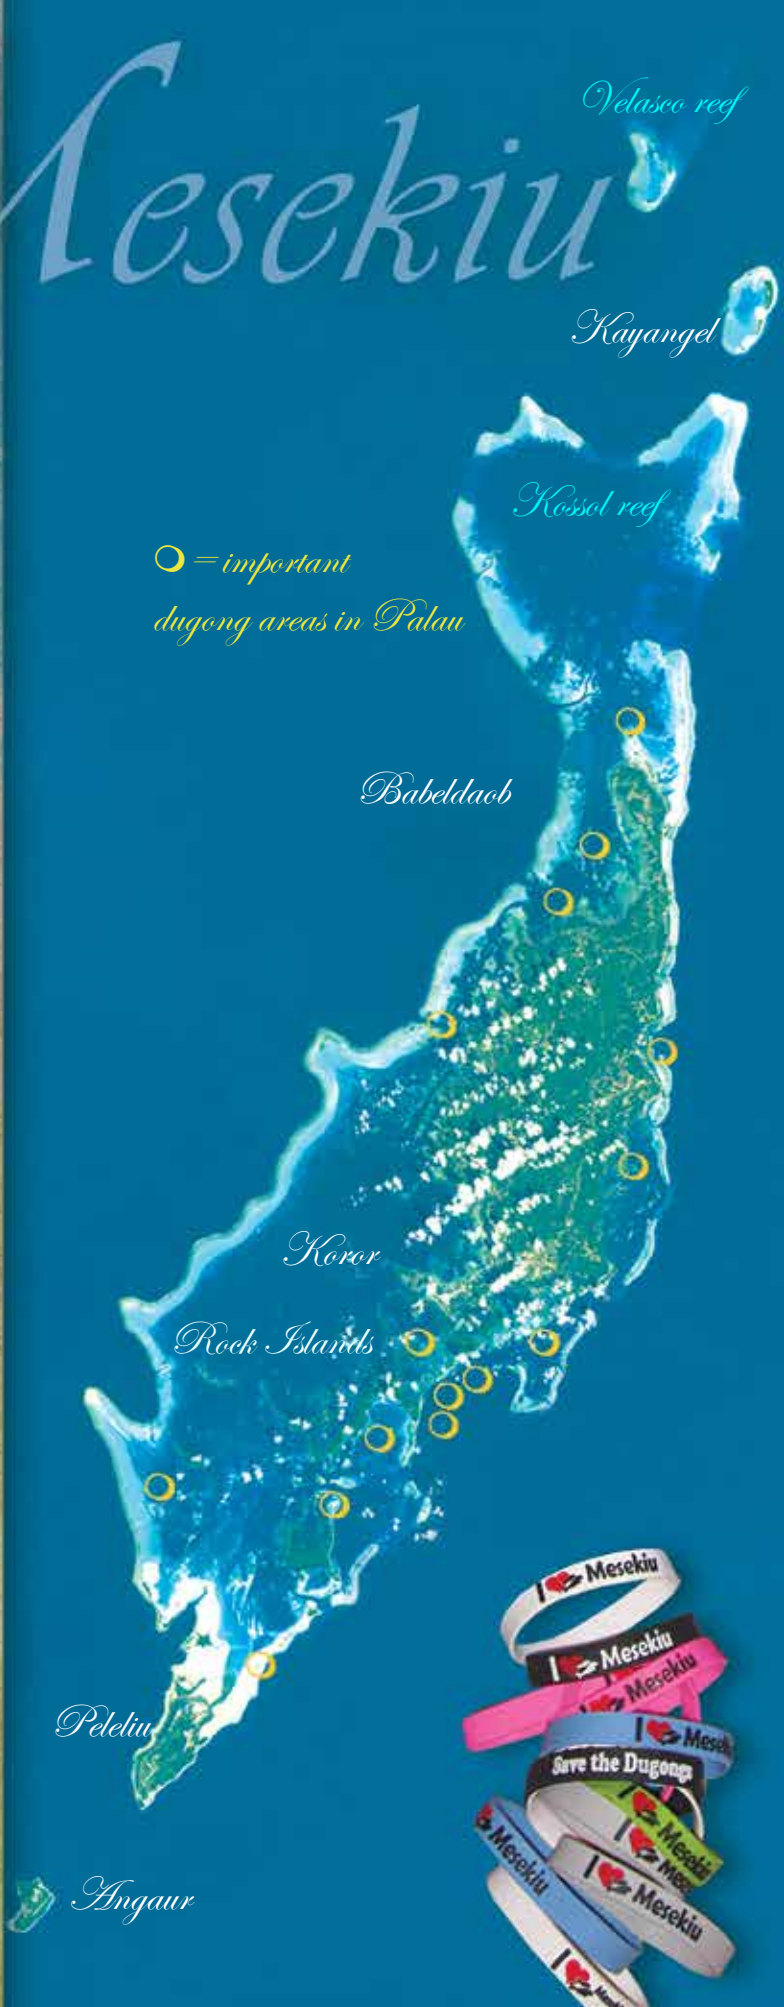 Mesekiu
Velasco reef
Kayangel
Kossol reef
= important
dugong areas in Palau
Babeldaob
Koror
Rock Islands
Peleliu
Angaur
I Mesekiu
I Mesekiu
I Mesekiu
I Mesekiu
Save the Dugongs
I Mesekiu
I Mese
Mesekiu
I Mesekiu
I